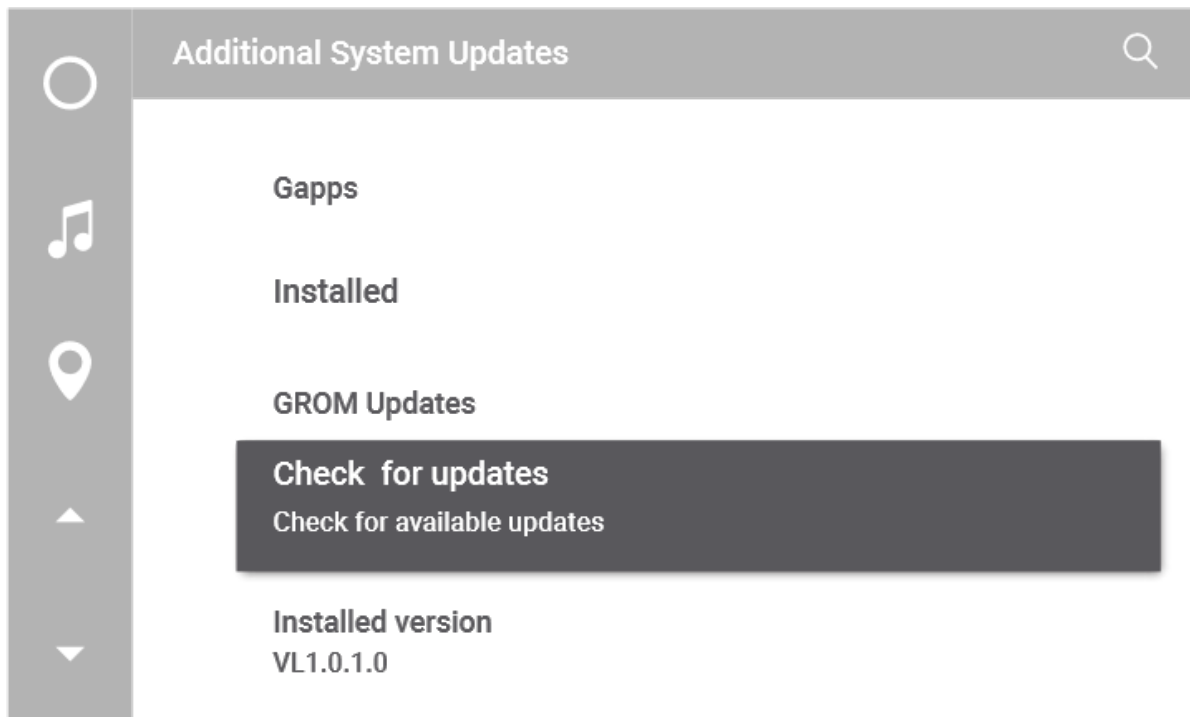 Additional System Updates
Gapps
Installed
GROM Updates
Check for updates
Check for available updates
Installed version
VL1.0.1.0